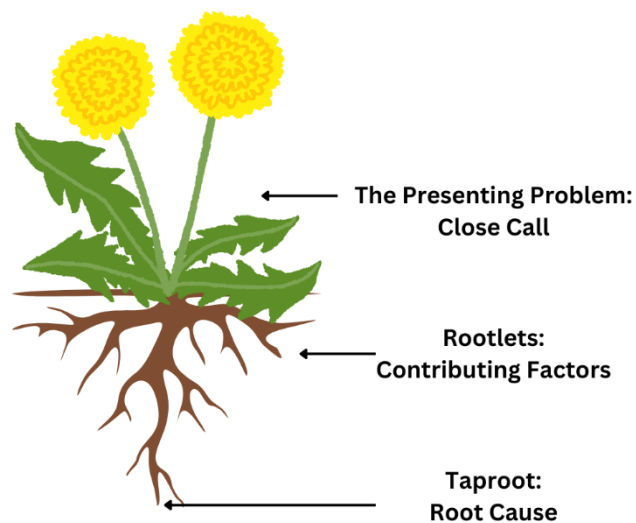 The Presenting Problem:
Close Call
Rootlets:
Contributing Factors
Taproot:
Root Cause